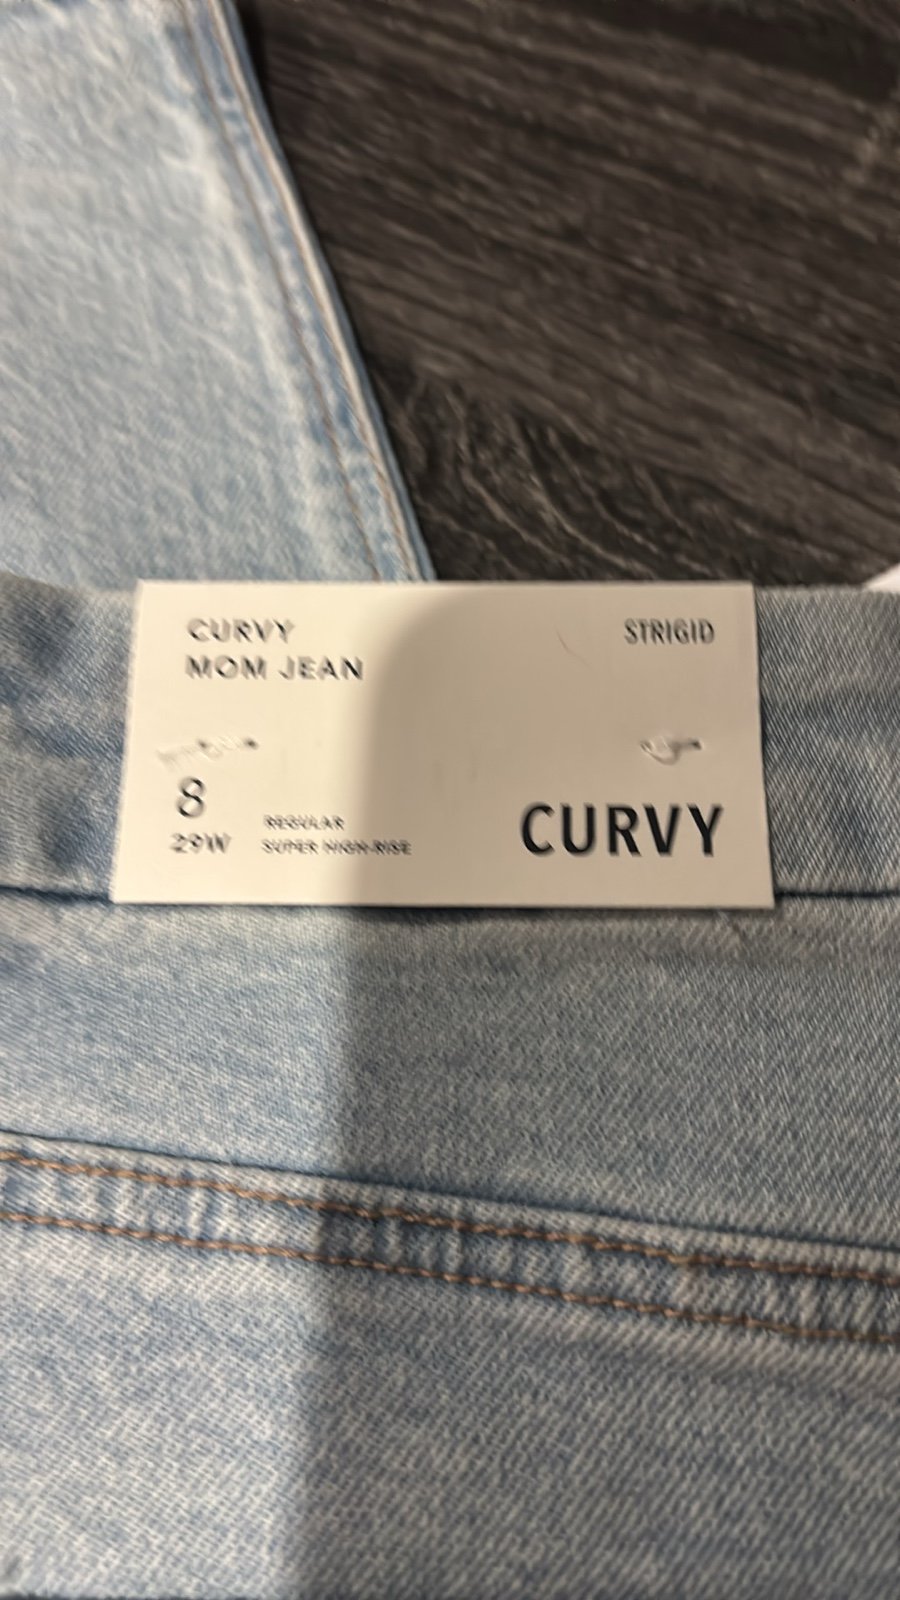 CURVY
MOM JEAN
STRIGID
8
29W
REGULAR
SUPER HIGH-RISE
CURVY